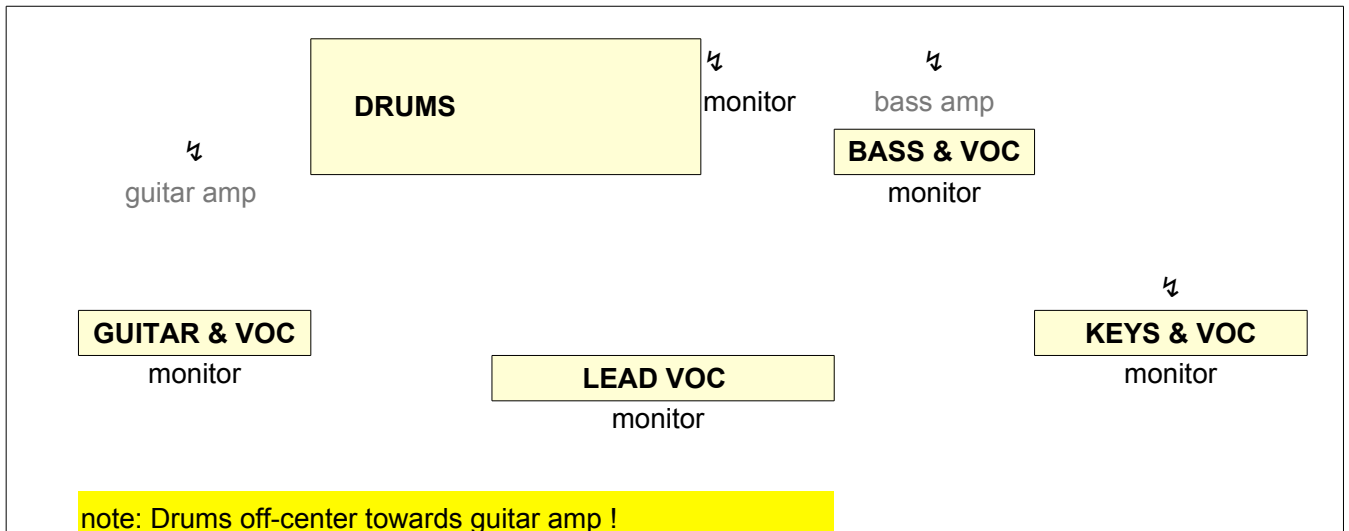 ↯ ↯
DRUMS monitor bass amp
↯ BASS & VOC
guitar amp monitor
↯
GUITAR & VOC KEYS & VOC
monitor LEAD VOC monitor
monitor
note: Drums off-center towards guitar amp !